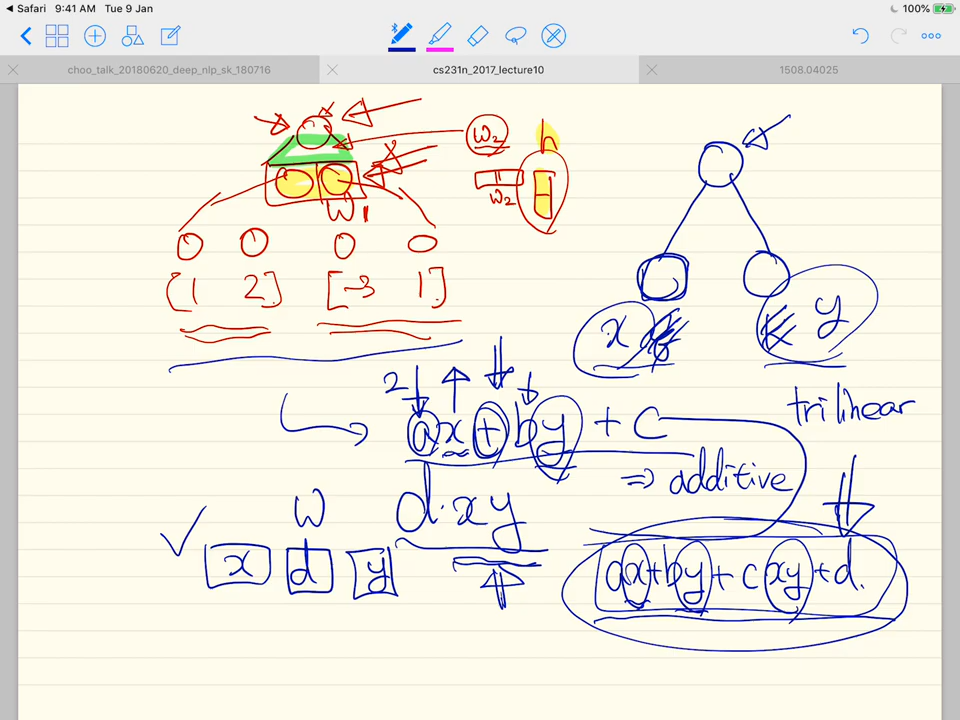 Safari 9:41 AM Tue 9 Jan 100%
choo_talk_20180620_deep_nlp_sk_180716 cs231n_2017_lecture10 1508.04025
W2 h
W1 W2
[1 2] [-3 1]
x y
trilinear
2
ax + by + c
⇒ additive
W d·xy
x d y
ax+by+cxy+d